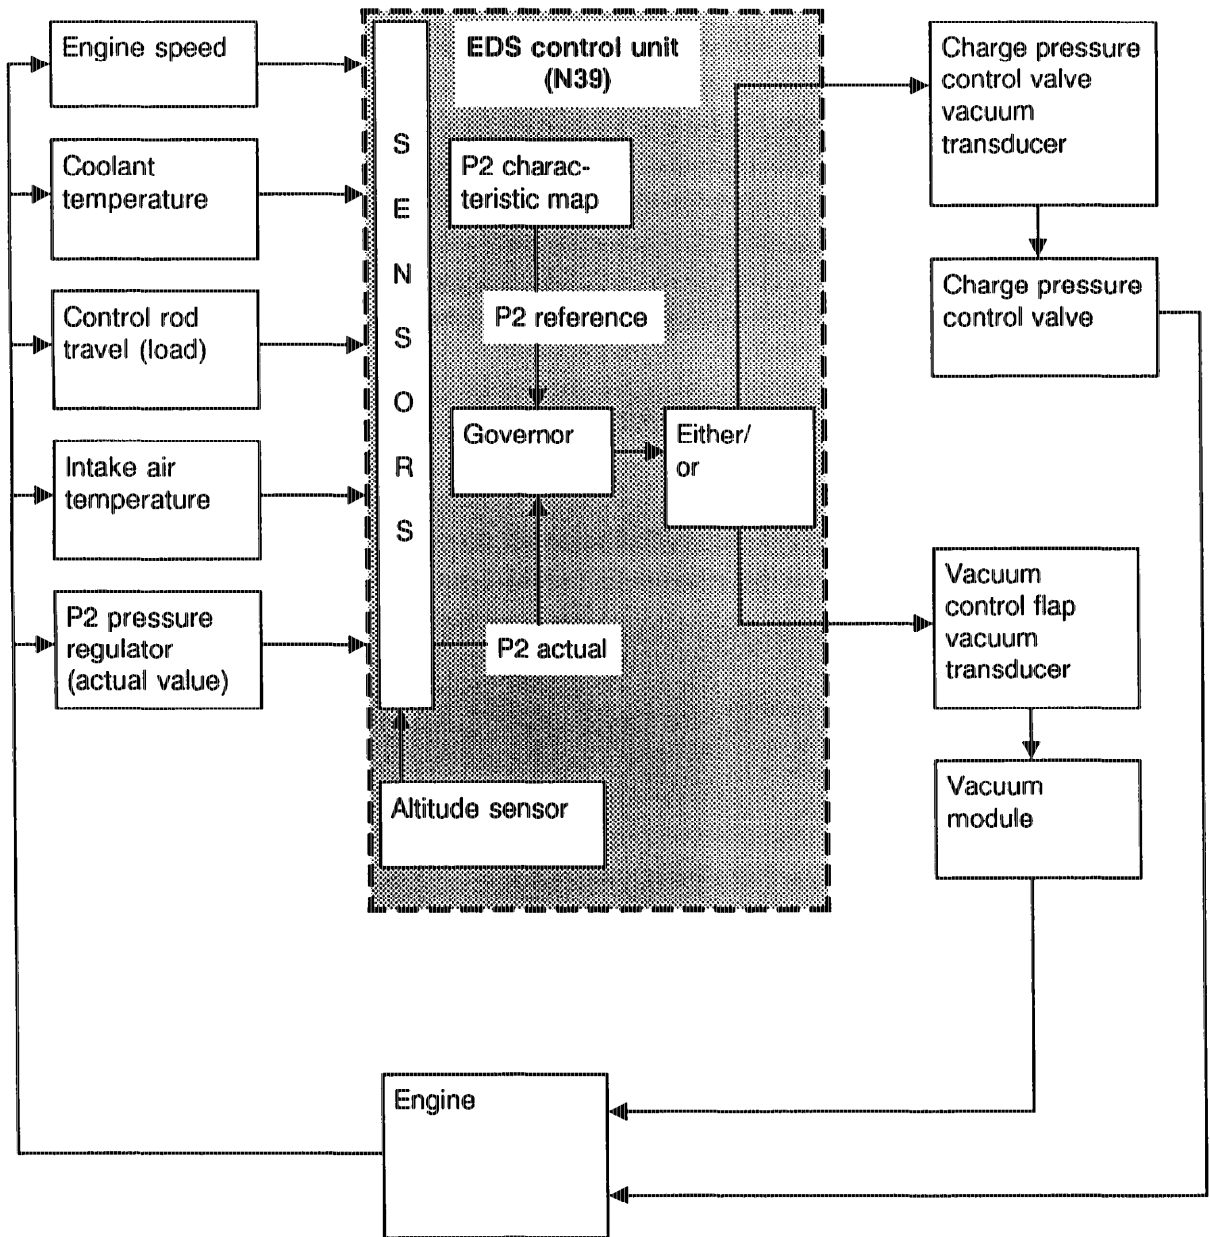 Engine speed
Coolant
temperature
Control rod
travel (load)
Intake air
temperature
P2 pressure
regulator
(actual value)
S
E
N
S
O
R
S
EDS control unit
(N39)
P2 charac-
teristic map
P2 reference
Governor
Either/
or
P2 actual
Altitude sensor
Charge pressure
control valve
vacuum
transducer
Charge pressure
control valve
Vacuum
control flap
vacuum
transducer
Vacuum
module
Engine